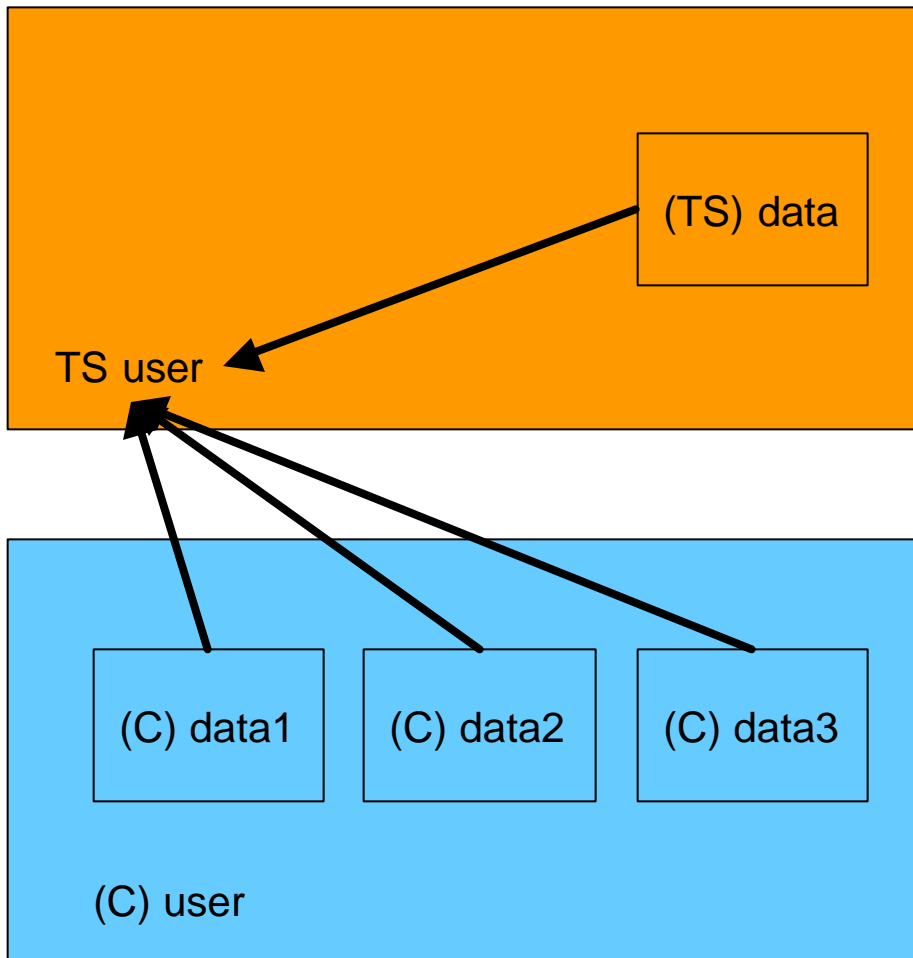 (TS) data
TS user
(C) data1
(C) data2
(C) data3
(C) user